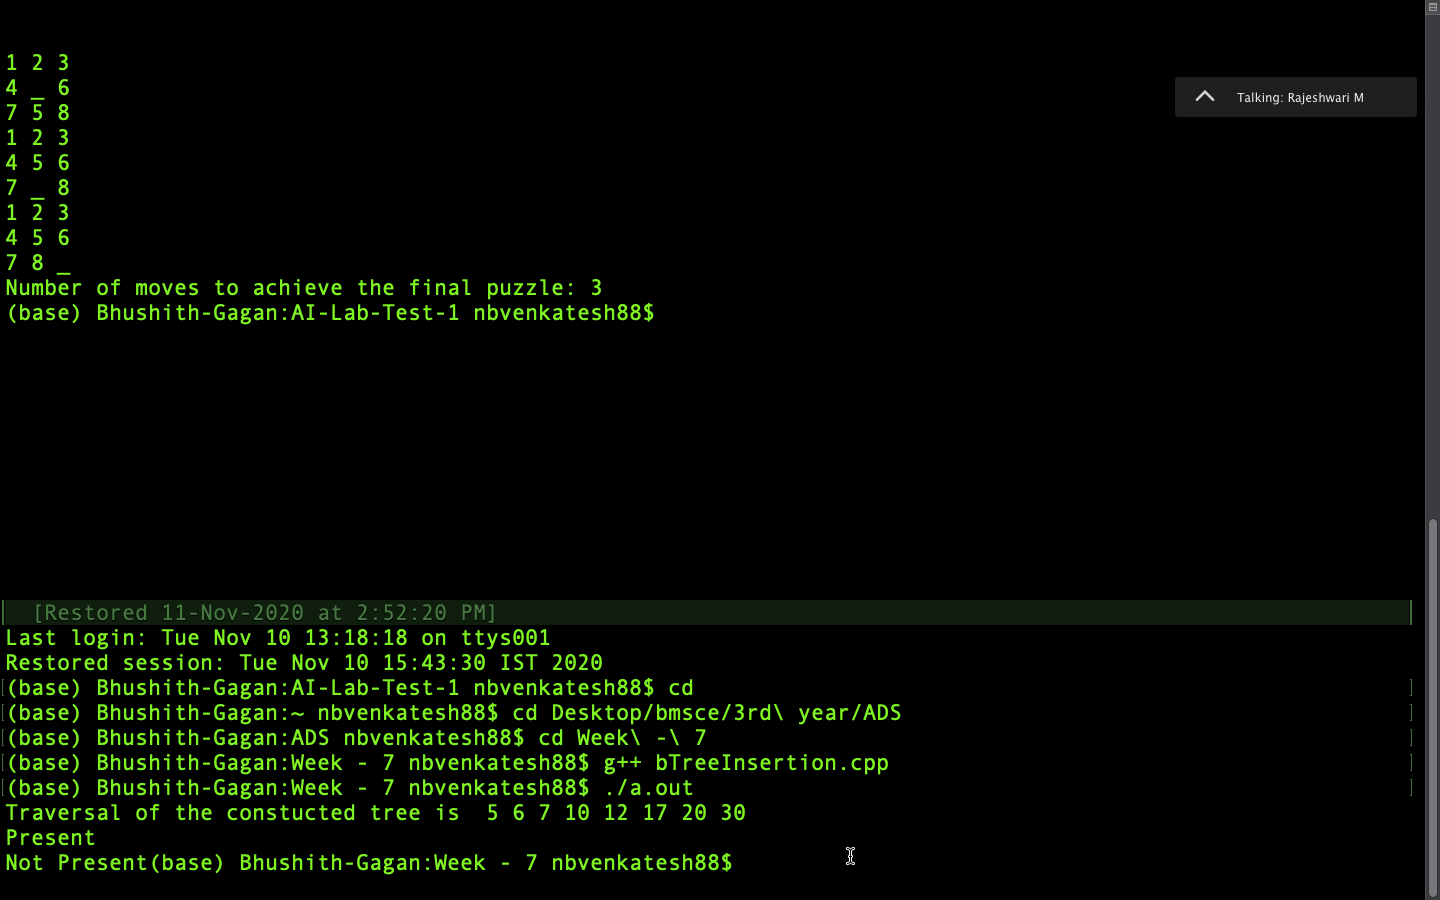 1 2 3
4 _ 6
7 5 8
1 2 3
4 5 6
7 _ 8
1 2 3
4 5 6
7 8 _
Number of moves to achieve the final puzzle: 3
(base) Bhushith-Gagan:AI-Lab-Test-1 nbvenkatesh88$
Talking: Rajeshwari M
[Restored 11-Nov-2020 at 2:52:20 PM]
Last login: Tue Nov 10 13:18:18 on ttys001
Restored session: Tue Nov 10 15:43:30 IST 2020
[(base) Bhushith-Gagan:AI-Lab-Test-1 nbvenkatesh88$ cd ]
[(base) Bhushith-Gagan:~ nbvenkatesh88$ cd Desktop/bmsce/3rd\ year/ADS ]
[(base) Bhushith-Gagan:ADS nbvenkatesh88$ cd Week\ -\ 7 ]
[(base) Bhushith-Gagan:Week - 7 nbvenkatesh88$ g++ bTreeInsertion.cpp ]
[(base) Bhushith-Gagan:Week - 7 nbvenkatesh88$ ./a.out ]
Traversal of the constucted tree is  5 6 7 10 12 17 20 30
Present
Not Present(base) Bhushith-Gagan:Week - 7 nbvenkatesh88$